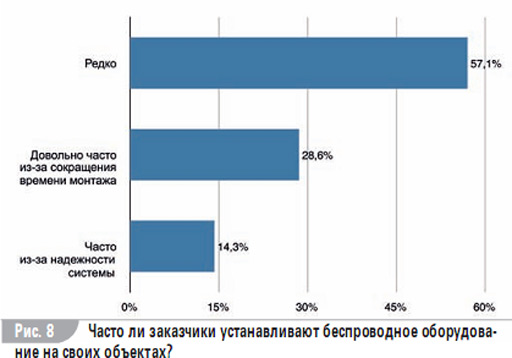 Редко
57,1%
Довольно часто
из-за сокращения
времени монтажа
28,6%
Часто
из-за надежности
системы
14,3%
0%
15%
30%
45%
60%
Рис. 8 Часто ли заказчики устанавливают беспроводное оборудова-
ние на своих объектах?